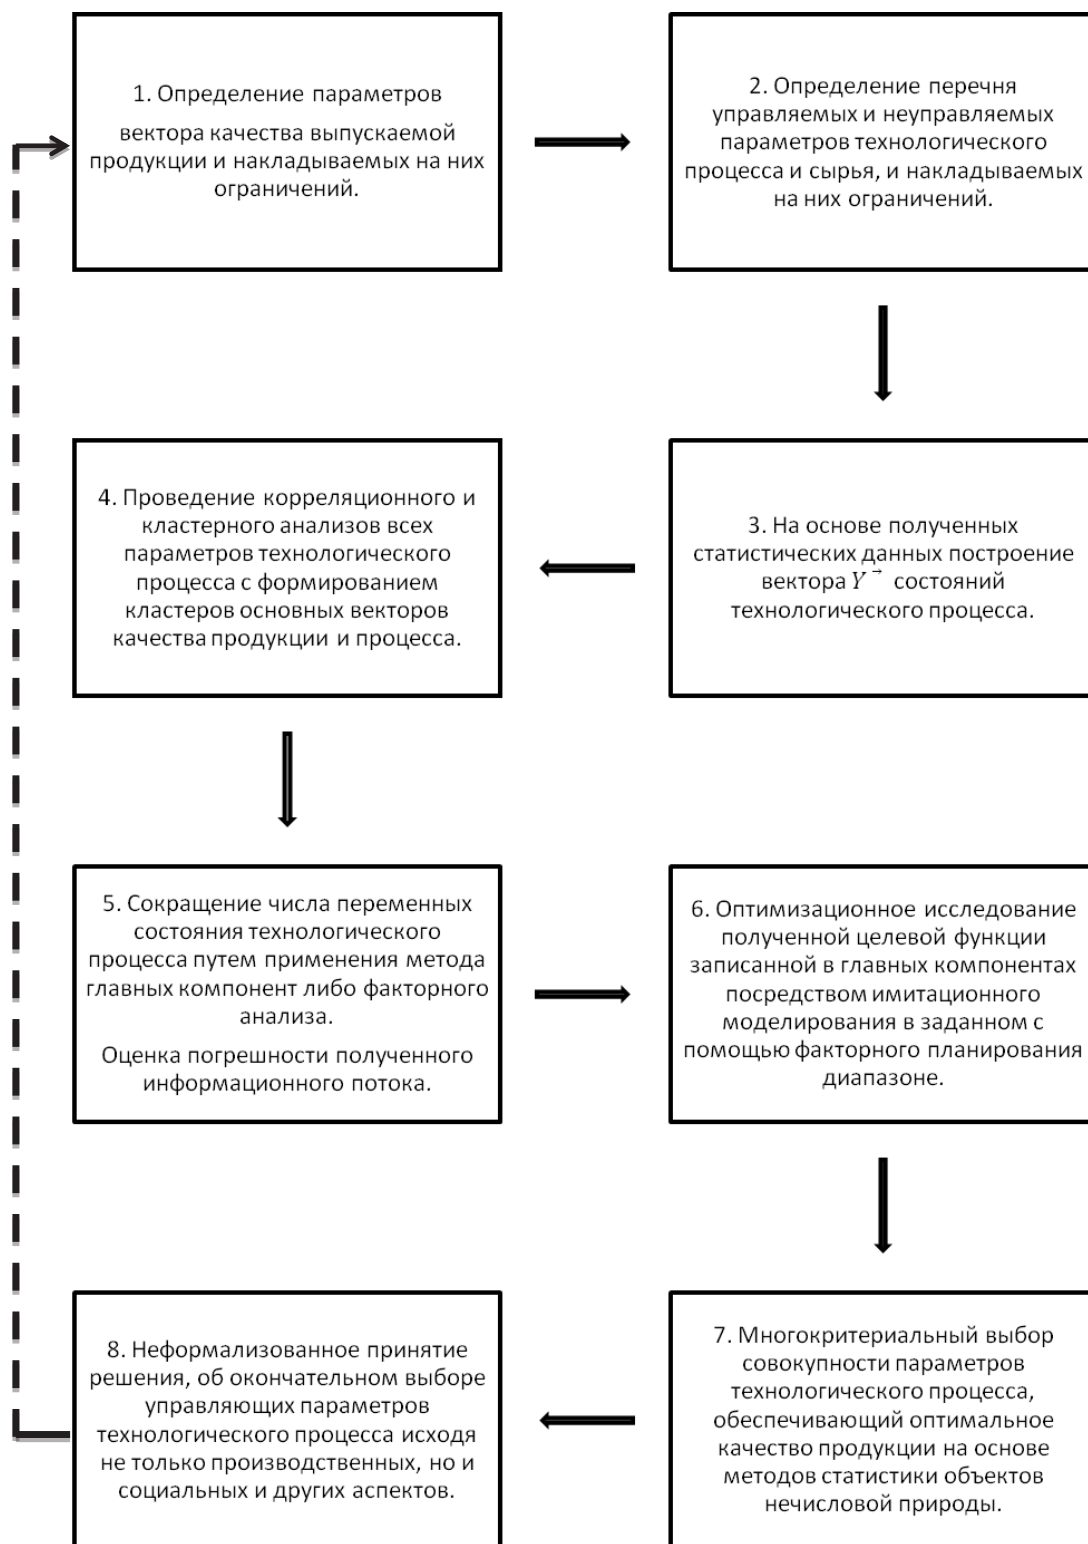 1. Определение параметров
вектора качества выпускаемой
продукции и накладываемых на них
ограничений.
2. Определение перечня
управляемых и неуправляемых
параметров технологического
процесса и сырья, и накладываемых
на них ограничений.
3. На основе полученных
статистических данных построение
вектора Y → состояний
технологического процесса.
4. Проведение корреляционного и
кластерного анализов всех
параметров технологического
процесса с формированием
кластеров основных векторов
качества продукции и процесса.
5. Сокращение числа переменных
состояния технологического
процесса путем применения метода
главных компонент либо факторного
анализа.
Оценка погрешности полученного
информационного потока.
6. Оптимизационное исследование
полученной целевой функции
записанной в главных компонентах
посредством имитационного
моделирования в заданном с
помощью факторного планирования
диапазоне.
7. Многокритериальный выбор
совокупности параметров
технологического процесса,
обеспечивающий оптимальное
качество продукции на основе
методов статистики объектов
нечисловой природы.
8. Неформализованное принятие
решения, об окончательном выборе
управляющих параметров
технологического процесса исходя
не только производственных, но и
социальных и других аспектов.